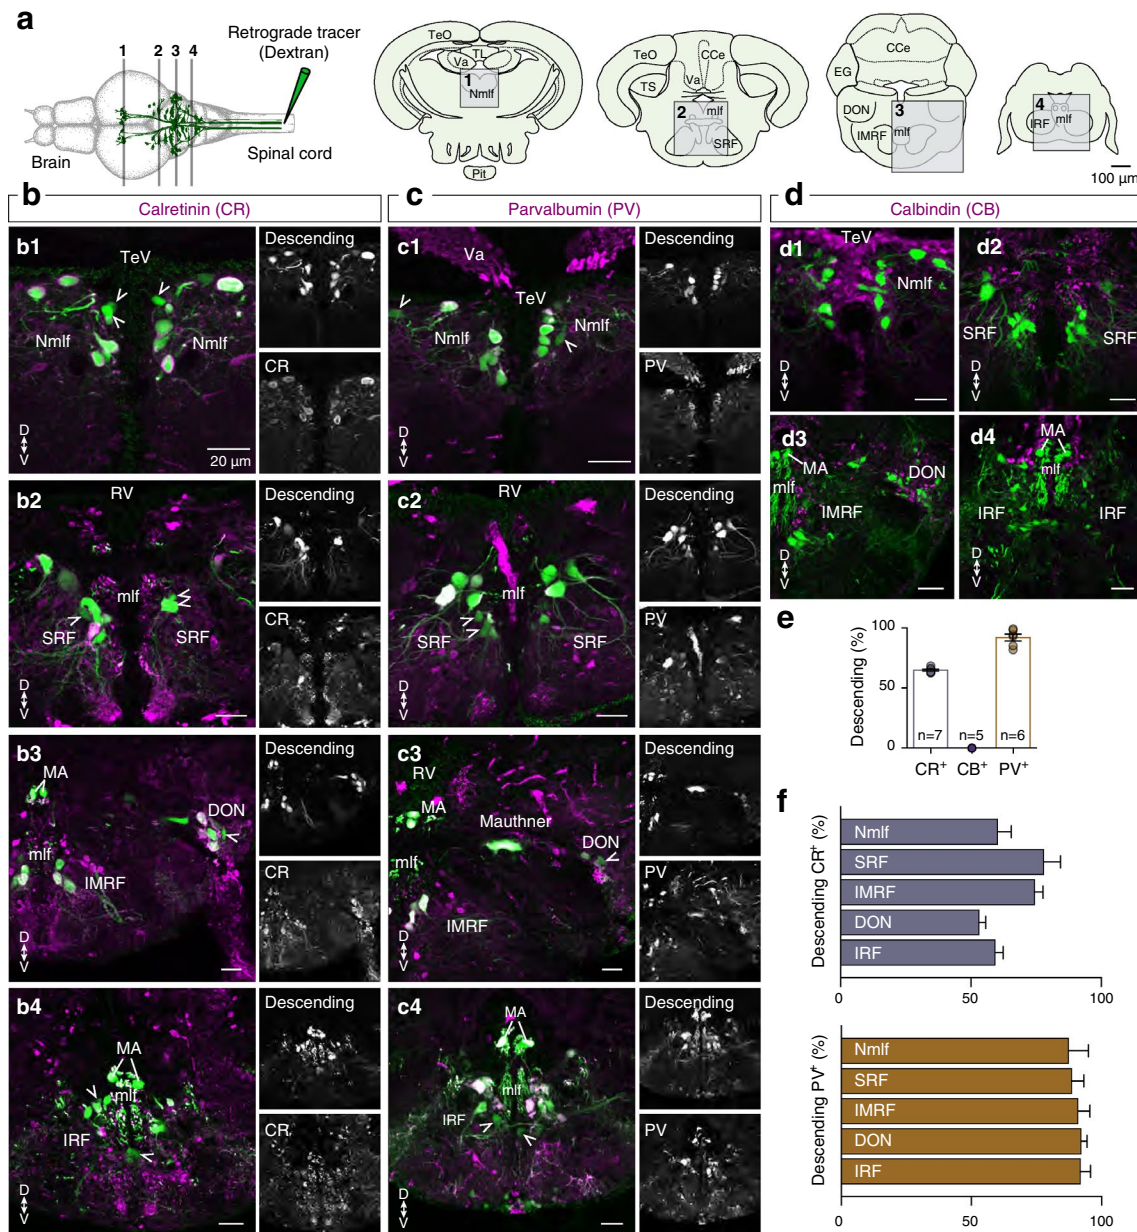 a
1 2 3 4
Retrograde tracer
(Dextran)
Brain
Spinal cord
TeO
TL
Va
1
Nmlf
Pit
TeO
CCe
TS
Va
2
mlf
SRF
CCe
EG
DON
3
IMRF
mlf
4
IRF
mlf
100 µm
b
Calretinin (CR)
c
Parvalbumin (PV)
d
Calbindin (CB)
b1
TeV
Nmlf
Nmlf
D
V
20 µm
Descending
CR
c1
Va
TeV
Nmlf
Nmlf
D
V
Descending
PV
d1
TeV
Nmlf
D
V
d2
SRF
SRF
D
V
b2
RV
mlf
SRF
SRF
D
V
Descending
CR
c2
RV
mlf
SRF
SRF
D
V
Descending
PV
d3
MA
mlf
DON
IMRF
D
V
d4
MA
mlf
IRF
IRF
D
V
b3
MA
DON
mlf
IMRF
D
V
Descending
CR
c3
RV
MA
Mauthner
DON
mlf
IMRF
D
V
Descending
PV
b4
MA
mlf
IRF
D
V
Descending
CR
c4
MA
mlf
IRF
D
V
Descending
PV
e
Descending (%)
100
50
0
n=7
n=5
n=6
CR⁺
CB⁺
PV⁺
f
Descending CR⁺ (%)
Nmlf
SRF
IMRF
DON
IRF
0
50
100
Descending PV⁺ (%)
Nmlf
SRF
IMRF
DON
IRF
0
50
100